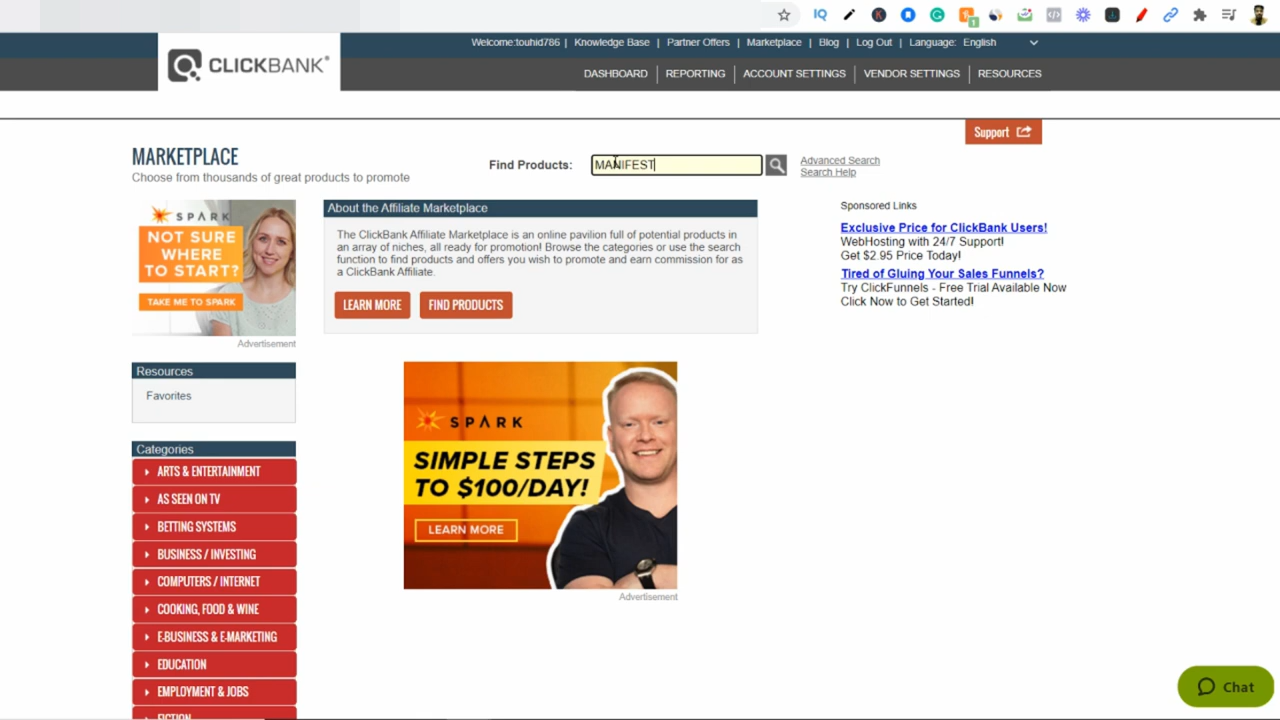 1
Welcome:touhid786 | Knowledge Base | Partner Offers | Marketplace | Blog | Log Out | Language: English
CLICKBANK®
DASHBOARD | REPORTING | ACCOUNT SETTINGS | VENDOR SETTINGS | RESOURCES
Support
MARKETPLACE
Choose from thousands of great products to promote
Find Products: MANIFEST
Advanced Search
Search Help
SPARK
NOT SURE
WHERE
TO START?
TAKE ME TO SPARK
Advertisement
About the Affiliate Marketplace
The ClickBank Affiliate Marketplace is an online pavilion full of potential products in
an array of niches, all ready for promotion! Browse the categories or use the search
function to find products and offers you wish to promote and earn commission for as
a ClickBank Affiliate.
LEARN MORE
FIND PRODUCTS
Sponsored Links
Exclusive Price for ClickBank Users!
WebHosting with 24/7 Support!
Get $2.95 Price Today!
Tired of Gluing Your Sales Funnels?
Try ClickFunnels - Free Trial Available Now
Click Now to Get Started!
Resources
Favorites
SPARK
SIMPLE STEPS
TO $100/DAY!
LEARN MORE
Advertisement
Categories
ARTS & ENTERTAINMENT
AS SEEN ON TV
BETTING SYSTEMS
BUSINESS / INVESTING
COMPUTERS / INTERNET
COOKING, FOOD & WINE
E-BUSINESS & E-MARKETING
EDUCATION
EMPLOYMENT & JOBS
FICTION
Chat